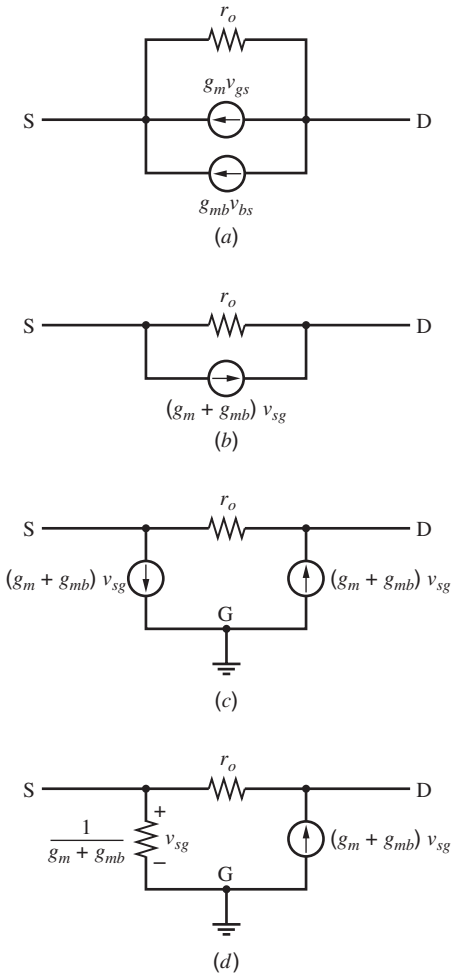 r_o
g_m v_gs
S D
g_mb v_bs
(a)
r_o
S D
(g_m + g_mb) v_sg
(b)
r_o
S D
(g_m + g_mb) v_sg (g_m + g_mb) v_sg
G
(c)
r_o
S D
1 + 
g_m + g_mb v_sg (g_m + g_mb) v_sg
–
G
(d)